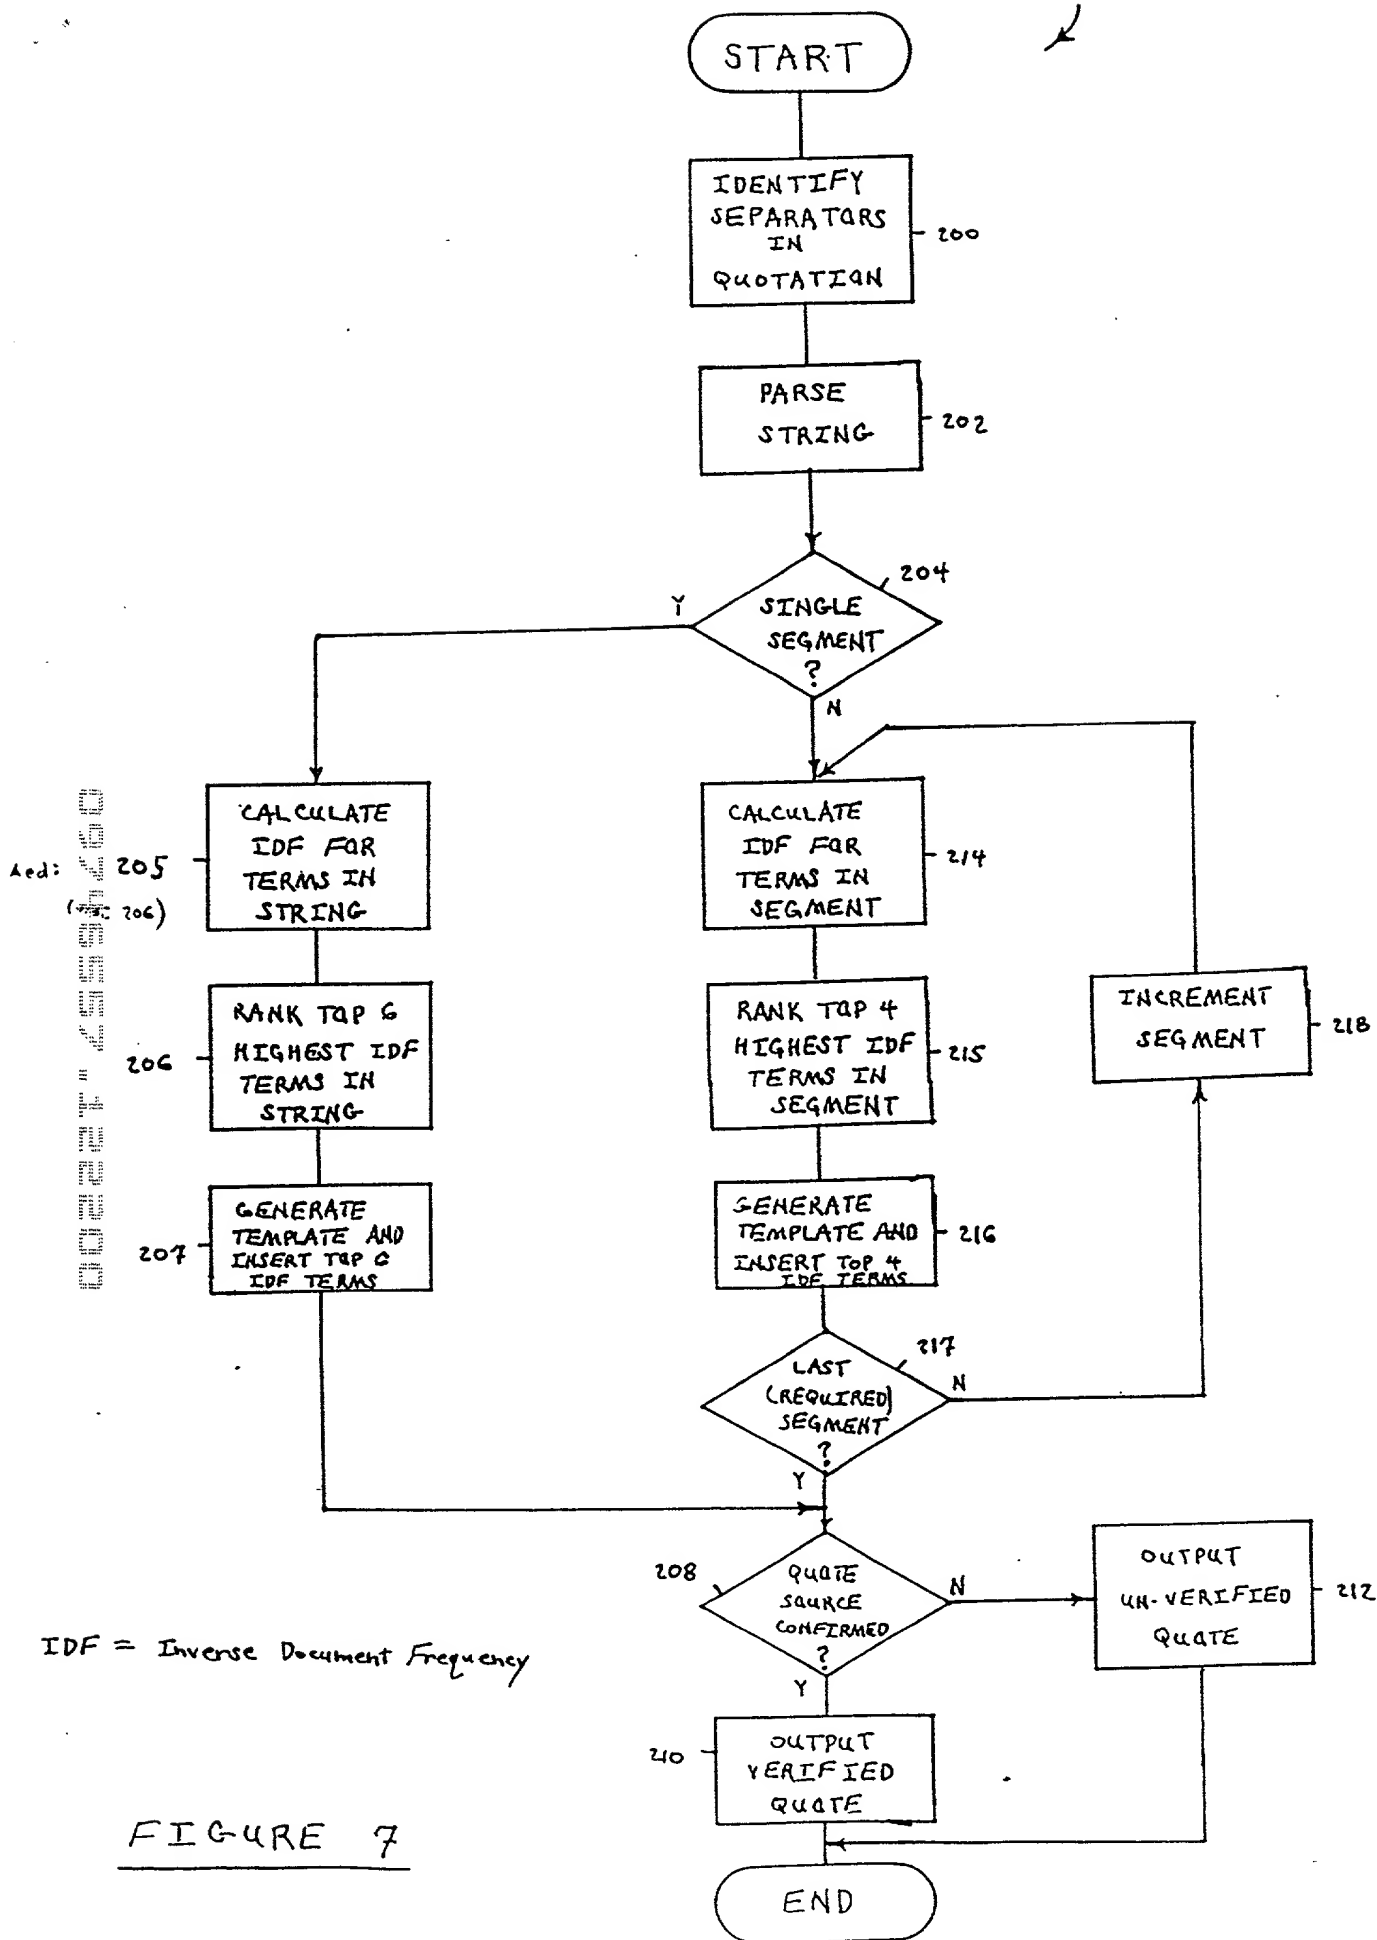 START
IDENTIFY
SEPARATORS
IN
QUOTATION
200
PARSE
STRING
202
204
SINGLE
SEGMENT
?
Y
N
CALCULATE
IDF FOR
TERMS IN
STRING
205
206)
CALCULATE
IDF FOR
TERMS IN
SEGMENT
214
RANK TOP 6
HIGHEST IDF
TERMS IN
STRING
206
RANK TOP 4
HIGHEST IDF
TERMS IN
SEGMENT
215
INCREMENT
SEGMENT
218
GENERATE
TEMPLATE AND
INSERT TOP 6
IDF TERMS
207
GENERATE
TEMPLATE AND
INSERT TOP 4
IDF TERMS
216
217
LAST
(REQUIRED)
SEGMENT
?
N
Y
208
QUOTE
SOURCE
CONFIRMED
?
N
Y
OUTPUT
UN-VERIFIED
QUOTE
212
210
OUTPUT
VERIFIED
QUOTE
END
IDF = Inverse Document Frequency
FIGURE 7